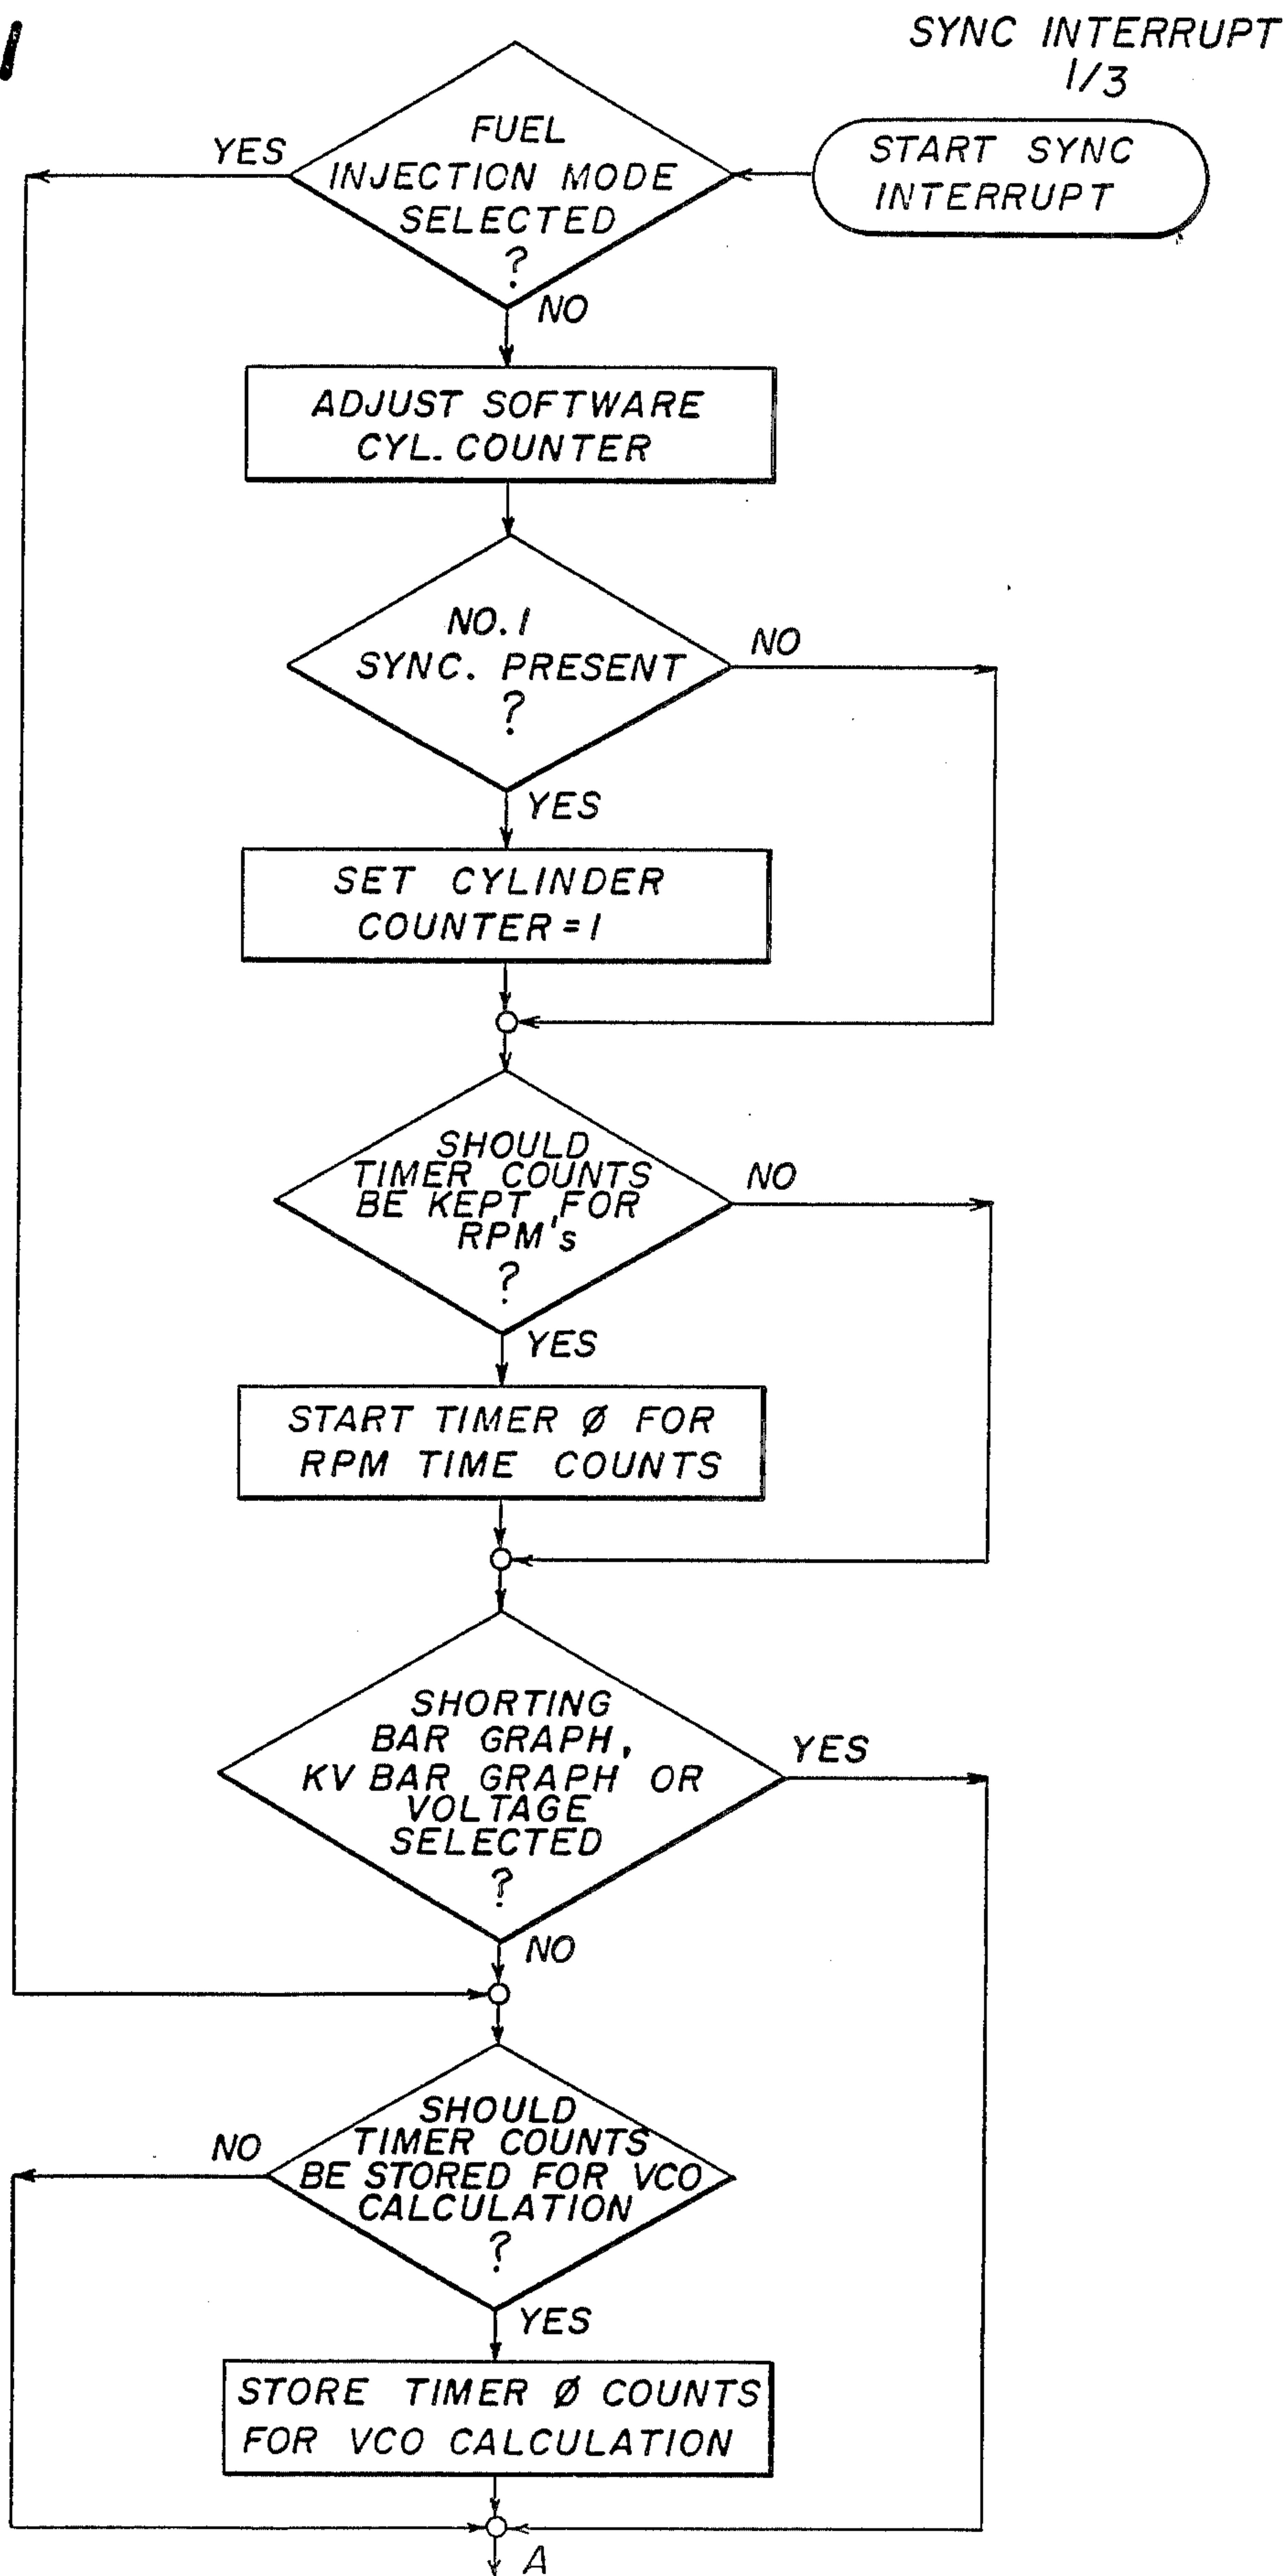 SYNC INTERRUPT
1/3
START SYNC
INTERRUPT
FUEL
INJECTION MODE
SELECTED
?
YES
NO
ADJUST SOFTWARE
CYL. COUNTER
NO. 1
SYNC. PRESENT
?
NO
YES
SET CYLINDER
COUNTER = 1
SHOULD
TIMER COUNTS
BE KEPT FOR
RPM's
?
NO
YES
START TIMER Ø FOR
RPM TIME COUNTS
SHORTING
BAR GRAPH,
KV BAR GRAPH OR
VOLTAGE
SELECTED
?
YES
NO
SHOULD
TIMER COUNTS
BE STORED FOR VCO
CALCULATION
?
NO
YES
STORE TIMER Ø COUNTS
FOR VCO CALCULATION
A